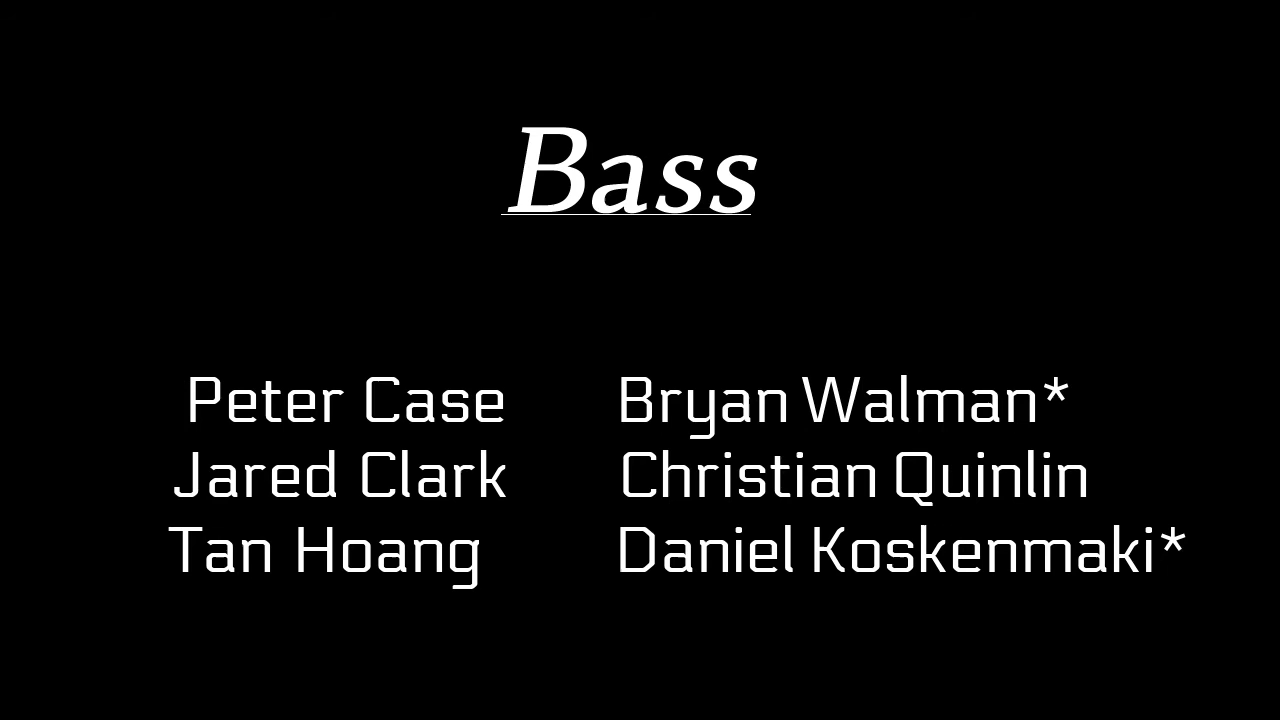 Bass
Peter Case
Jared Clark
Tan Hoang
Bryan Walman*
Christian Quinlin
Daniel Koskenmaki*